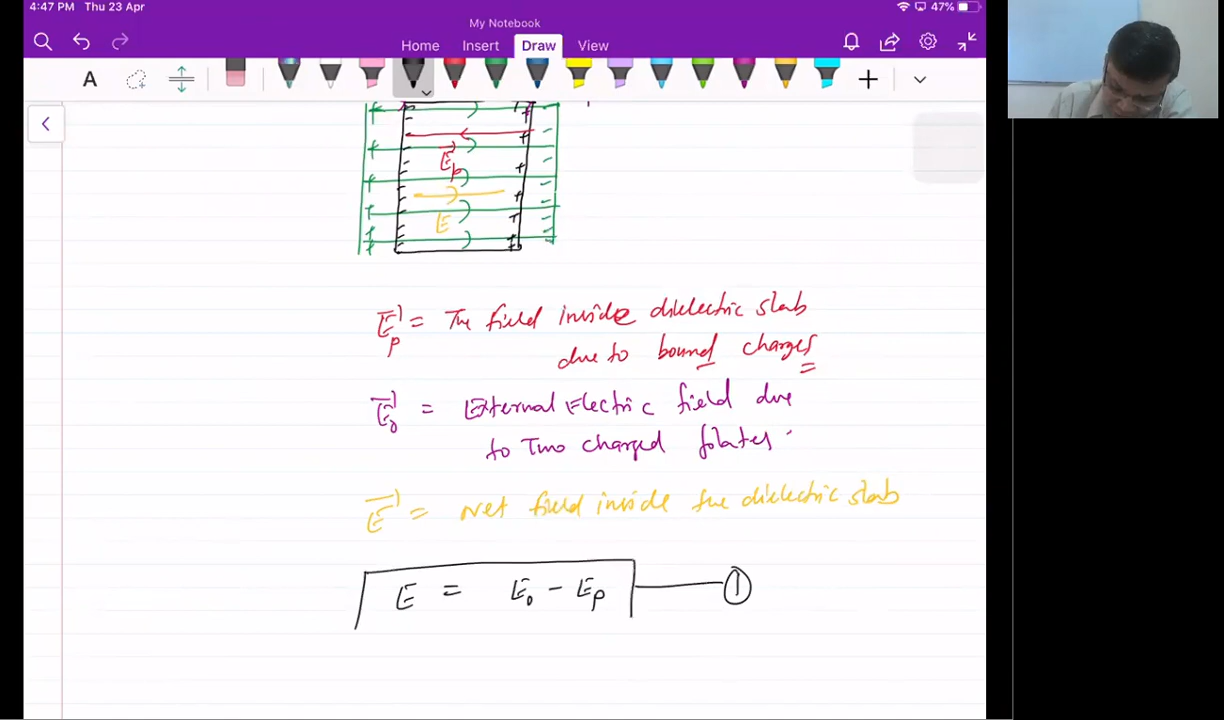 4:47 PM Thu 23 Apr
47%
My Notebook
Home Insert Draw View
A
E⃗p
E
E⃗p = The field inside dielectric slab
due to bound charges
E⃗0 = External Electric field due
to Two charged plates
E⃗ = Net field inside the dielectric slab
E = E0 - Ep ①